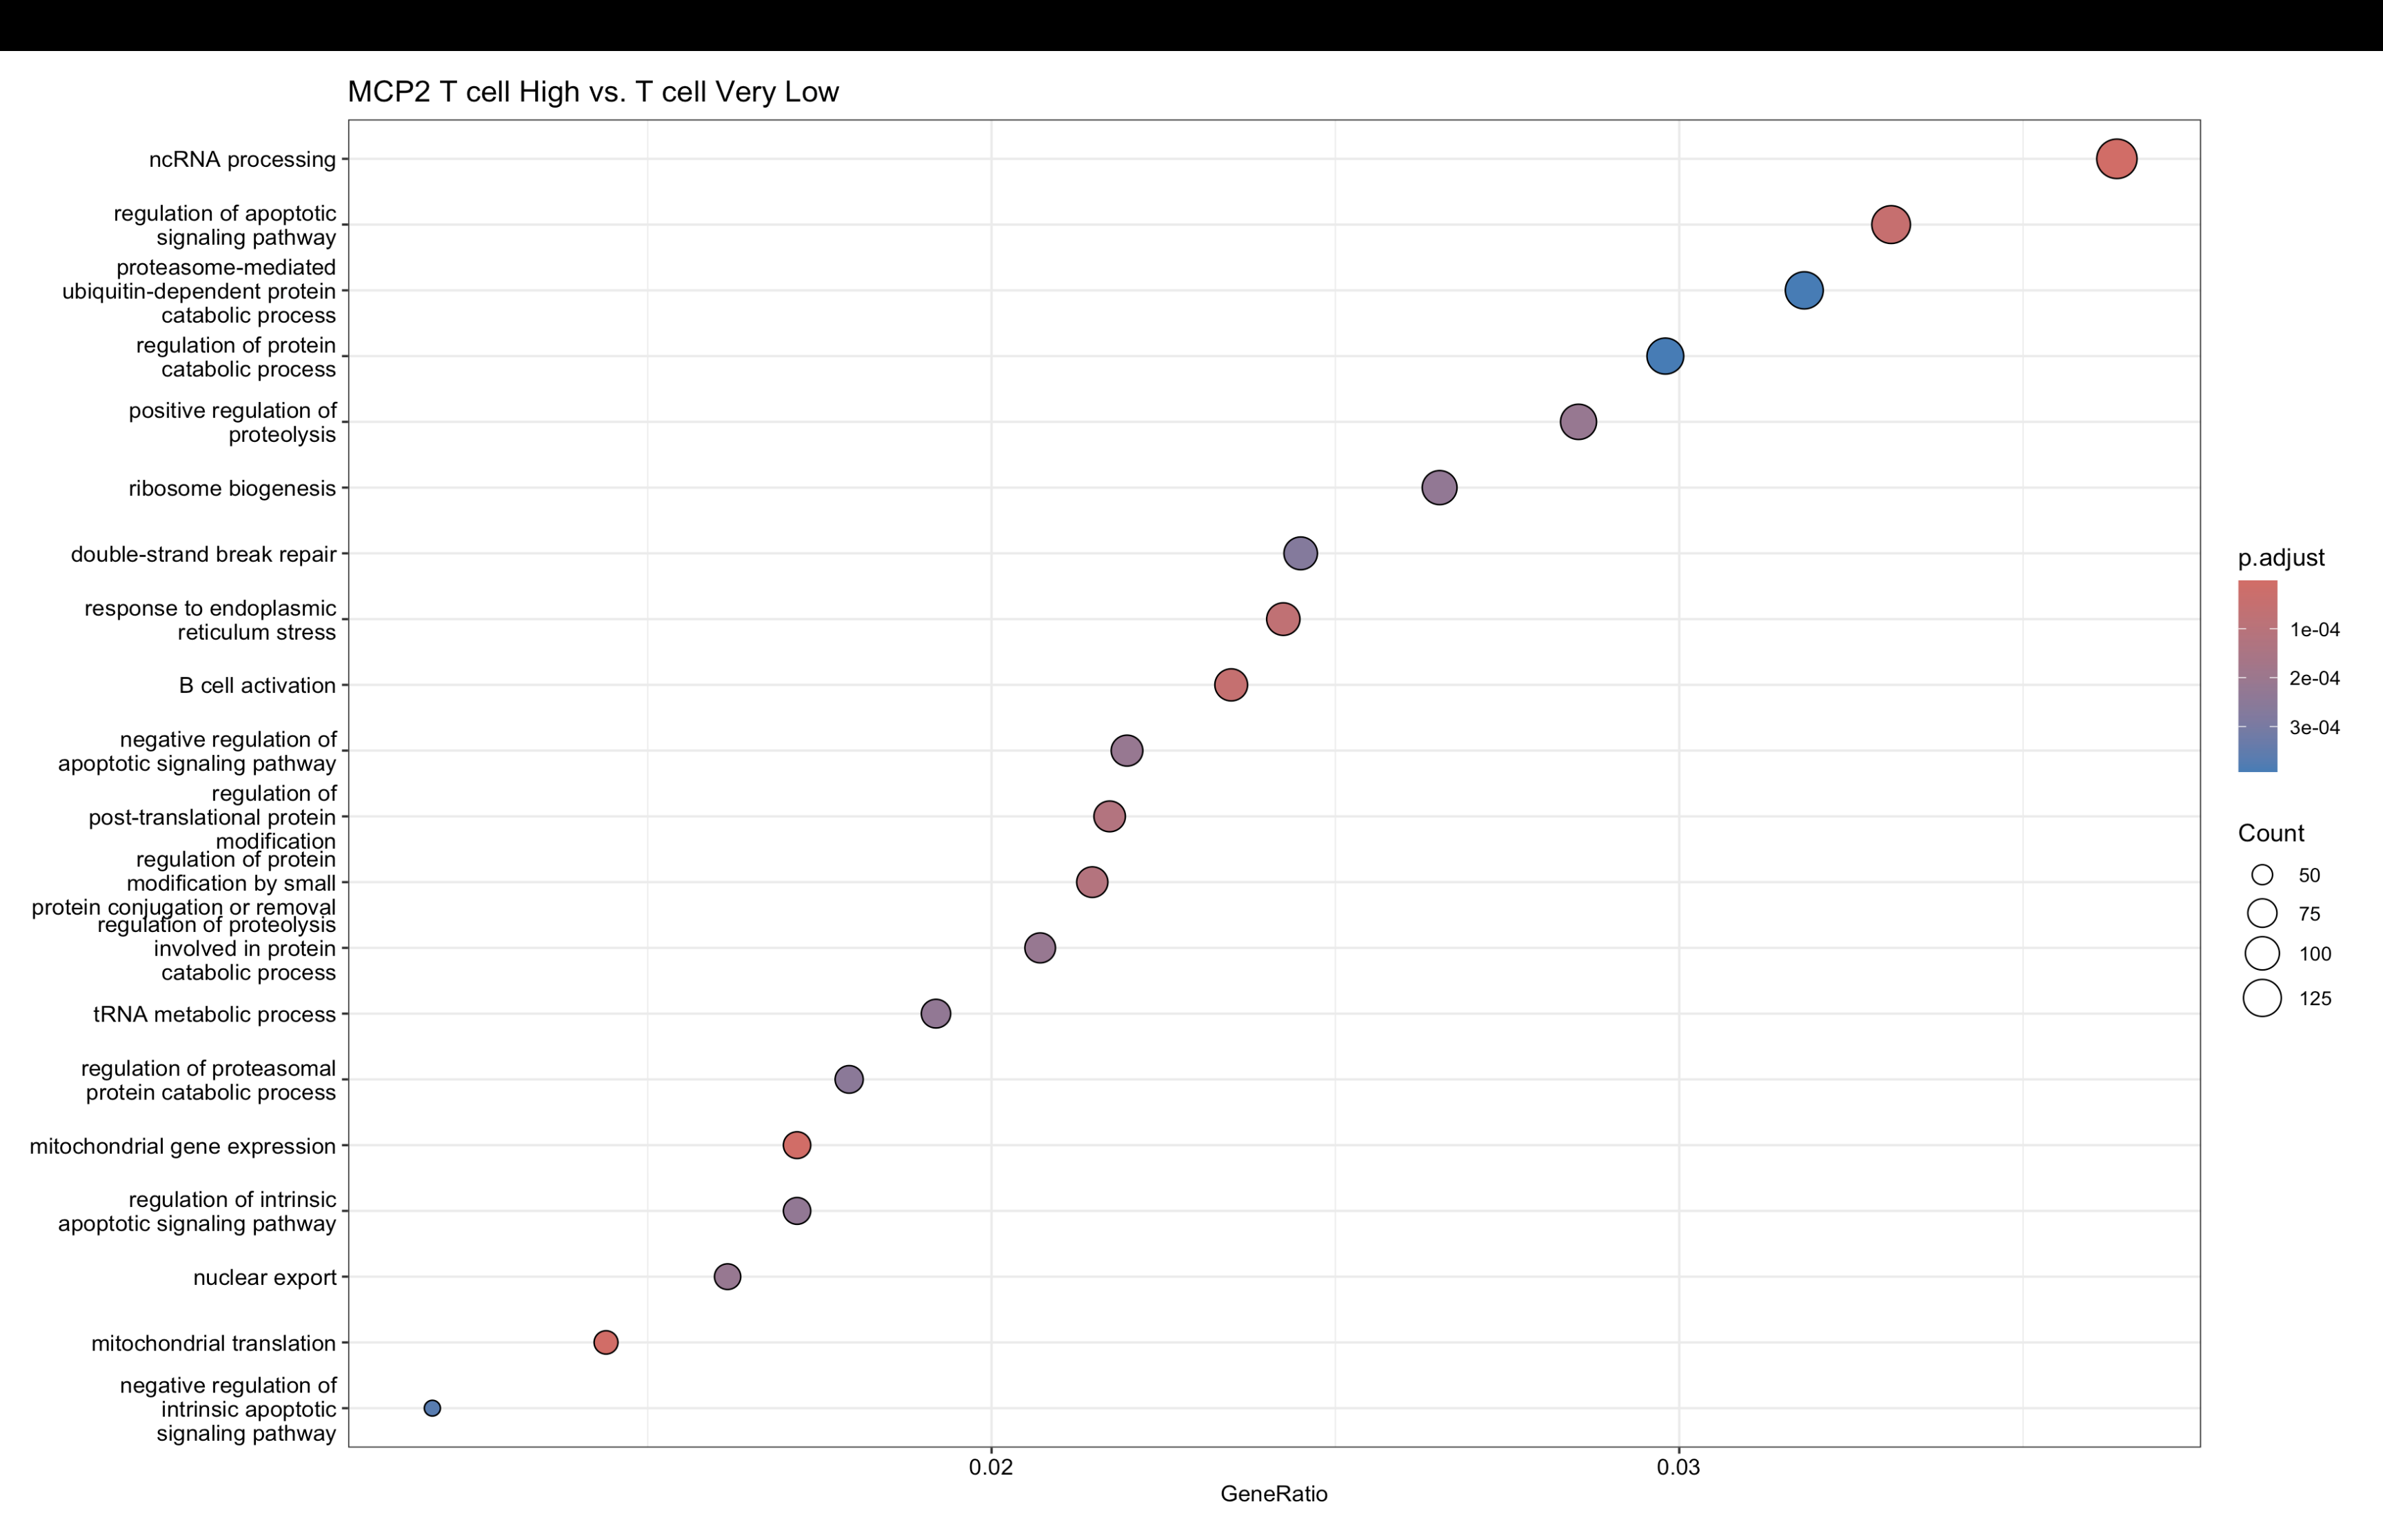 MCP2 T cell High vs. T cell Very Low
ncRNA processing
regulation of apoptotic
signaling pathway
proteasome-mediated
ubiquitin-dependent protein
catabolic process
regulation of protein
catabolic process
positive regulation of
proteolysis
ribosome biogenesis
double-strand break repair
response to endoplasmic
reticulum stress
B cell activation
negative regulation of
apoptotic signaling pathway
regulation of
post-translational protein
modification
regulation of protein
modification by small
protein conjugation or removal
regulation of proteolysis
involved in protein
catabolic process
tRNA metabolic process
regulation of proteasomal
protein catabolic process
mitochondrial gene expression
regulation of intrinsic
apoptotic signaling pathway
nuclear export
mitochondrial translation
negative regulation of
intrinsic apoptotic
signaling pathway
0.02
0.03
GeneRatio
p.adjust
1e-04
2e-04
3e-04
Count
50
75
100
125